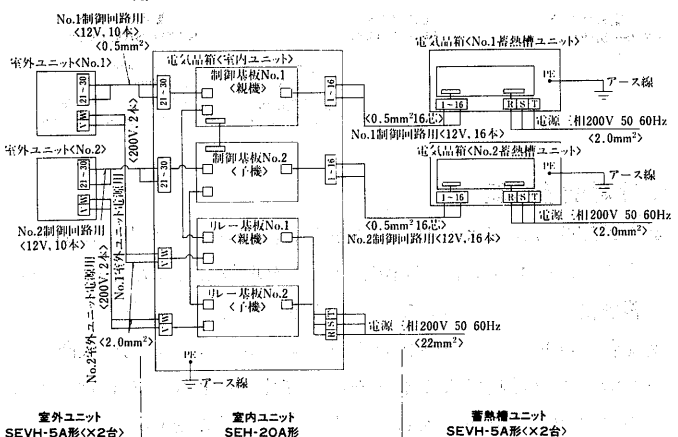 No.1制御回路用
<12V, 10本>
<0.5mm²>
室外ユニット<No.1>
21~30
V W
<200V, 2本>
室外ユニット<No.2>
21~30
V W
No.2制御回路用
<12V, 10本>
<200V, 2本>
No.2室外ユニット電源用
No.1室外ユニット電源用
<2.0mm²>
電気品箱<室内ユニット>
制御基板No.1
<親機>
21~30
1~16
制御基板No.2
<子機>
21~30
1~16
リレー基板No.1
<親機>
V W
リレー基板No.2
<子機>
V W
R S T
PE
アース線
電源 三相200V 50 60Hz
<22mm²>
電気品箱<No.1蓄熱槽ユニット>
PE
アース線
1~16
R S T
<0.5mm²16芯>
No.1制御回路用<12V, 16本>
電源 三相200V 50 60Hz
<2.0mm²>
電気品箱<No.2蓄熱槽ユニット>
PE
アース線
1~16
R S T
<0.5mm²16芯>
No.2制御回路用<12V, 16本>
電源 三相200V 50 60Hz
<2.0mm²>
室外ユニット
SEVH-5A形<×2台>
室内ユニット
SEH-20A形
蓄熱槽ユニット
SEVH-5A形<×2台>